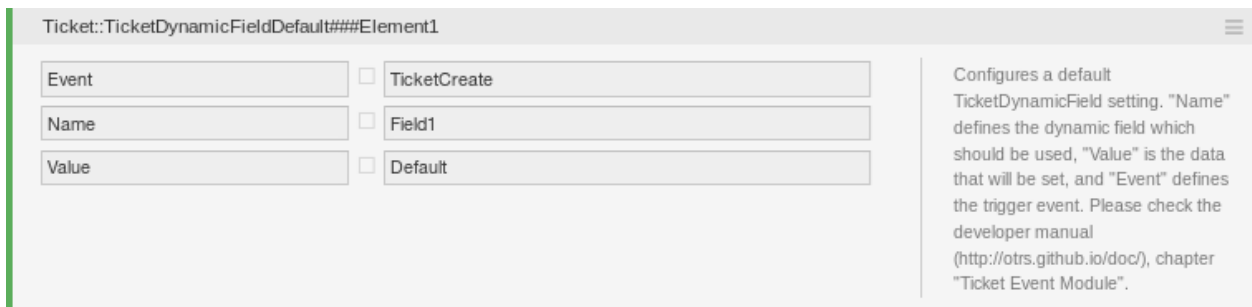 Ticket::TicketDynamicFieldDefault###Element1
Event
TicketCreate
Name
Field1
Value
Default
Configures a default
TicketDynamicField setting. "Name"
defines the dynamic field which
should be used, "Value" is the data
that will be set, and "Event" defines
the trigger event. Please check the
developer manual
(http://otrs.github.io/doc/), chapter
"Ticket Event Module".